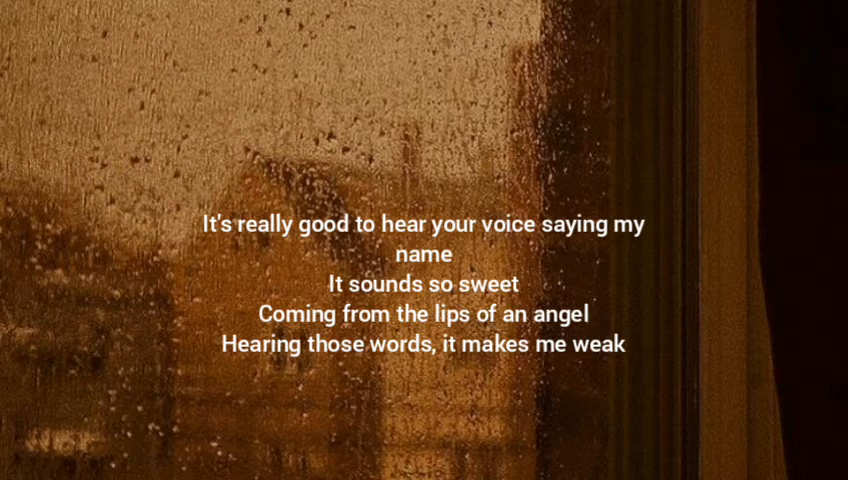 It's really good to hear your voice saying my
name
It sounds so sweet
Coming from the lips of an angel
Hearing those words, it makes me weak